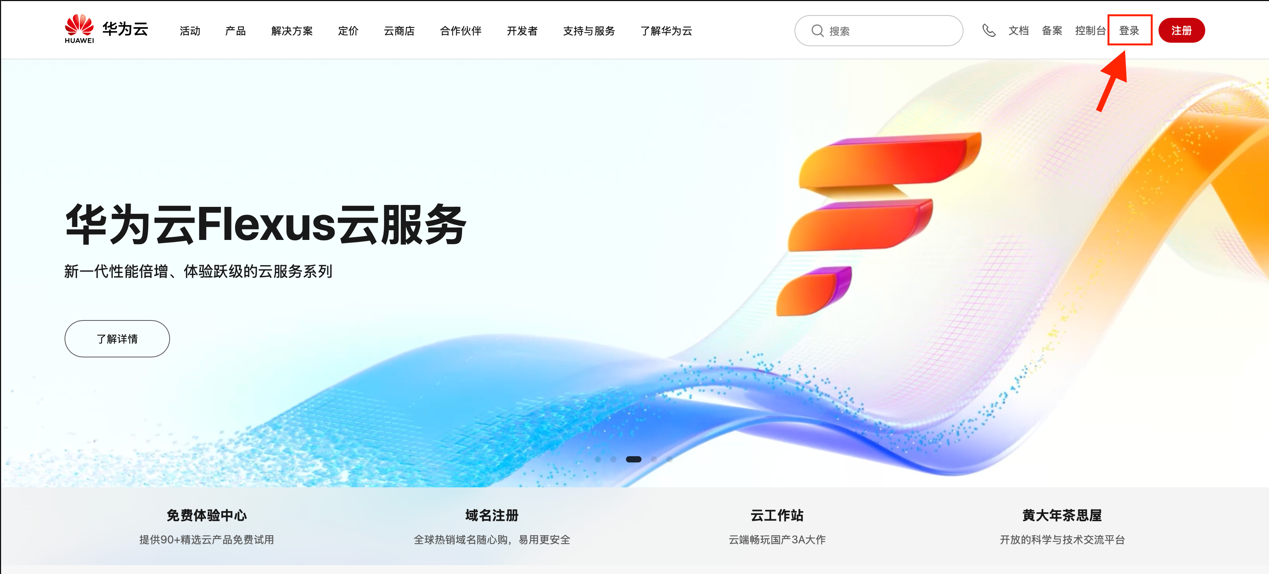 HUAWEI 华为云 活动 产品 解决方案 定价 云商店 合作伙伴 开发者 支持与服务 了解华为云 搜索 文档 备案 控制台 登录 注册
华为云Flexus云服务
新一代性能倍增、体验跃级的云服务系列
了解详情
免费体验中心 域名注册 云工作站 黄大年茶思屋
提供90+精选云产品免费试用 全球热销域名随心购，易用更安全 云端畅玩国产3A大作 开放的科学与技术交流平台